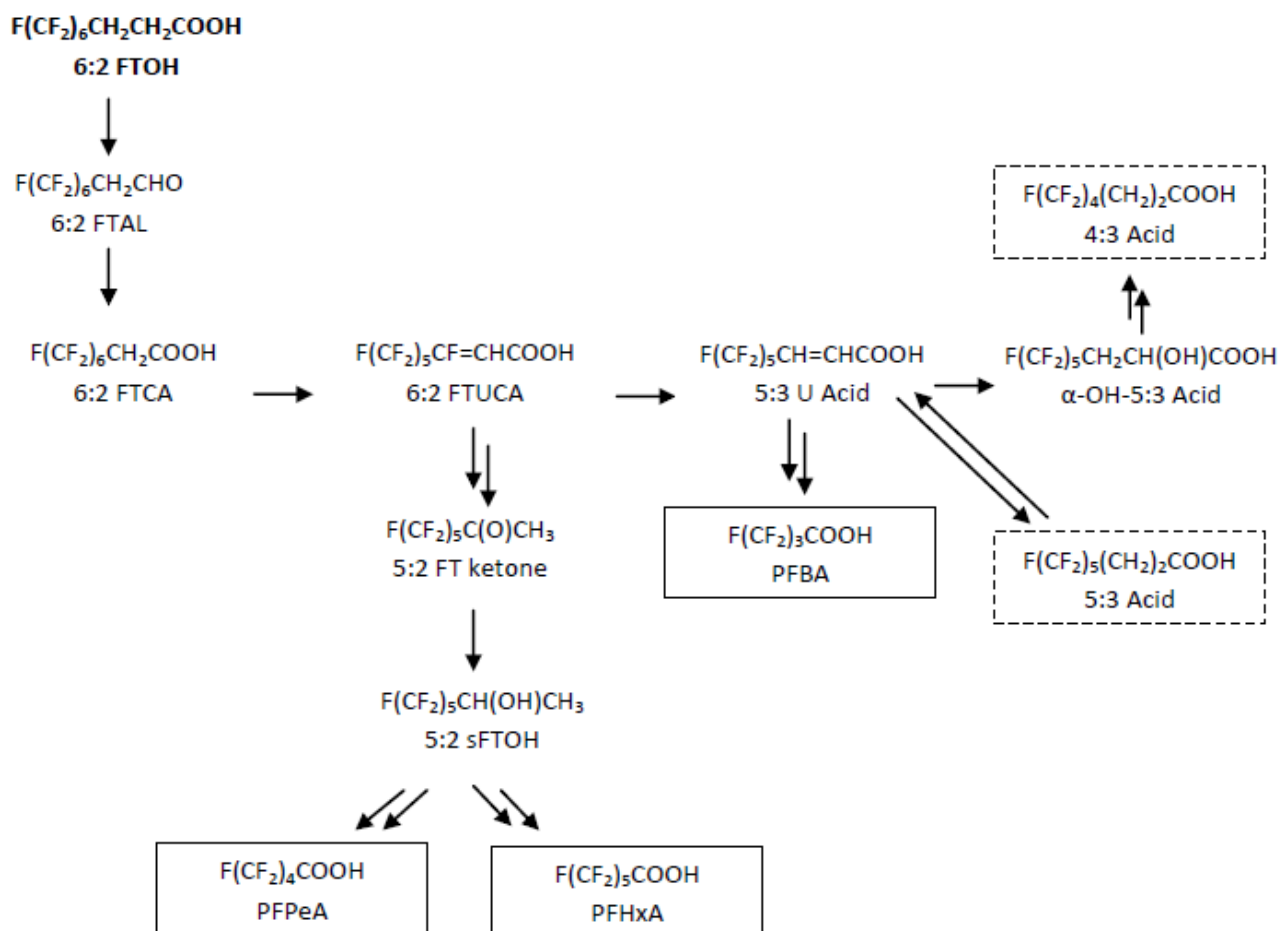 F(CF₂)₆CH₂CH₂COOH
6:2 FTOH
F(CF₂)₆CH₂CHO
6:2 FTAL
F(CF₂)₄(CH₂)₂COOH
4:3 Acid
F(CF₂)₆CH₂COOH
6:2 FTCA
F(CF₂)₅CF=CHCOOH
6:2 FTUCA
F(CF₂)₅CH=CHCOOH
5:3 U Acid
F(CF₂)₅CH₂CH(OH)COOH
α-OH-5:3 Acid
F(CF₂)₅C(O)CH₃
5:2 FT ketone
F(CF₂)₃COOH
PFBA
F(CF₂)₅(CH₂)₂COOH
5:3 Acid
F(CF₂)₅CH(OH)CH₃
5:2 sFTOH
F(CF₂)₄COOH
PFPeA
F(CF₂)₅COOH
PFHxA